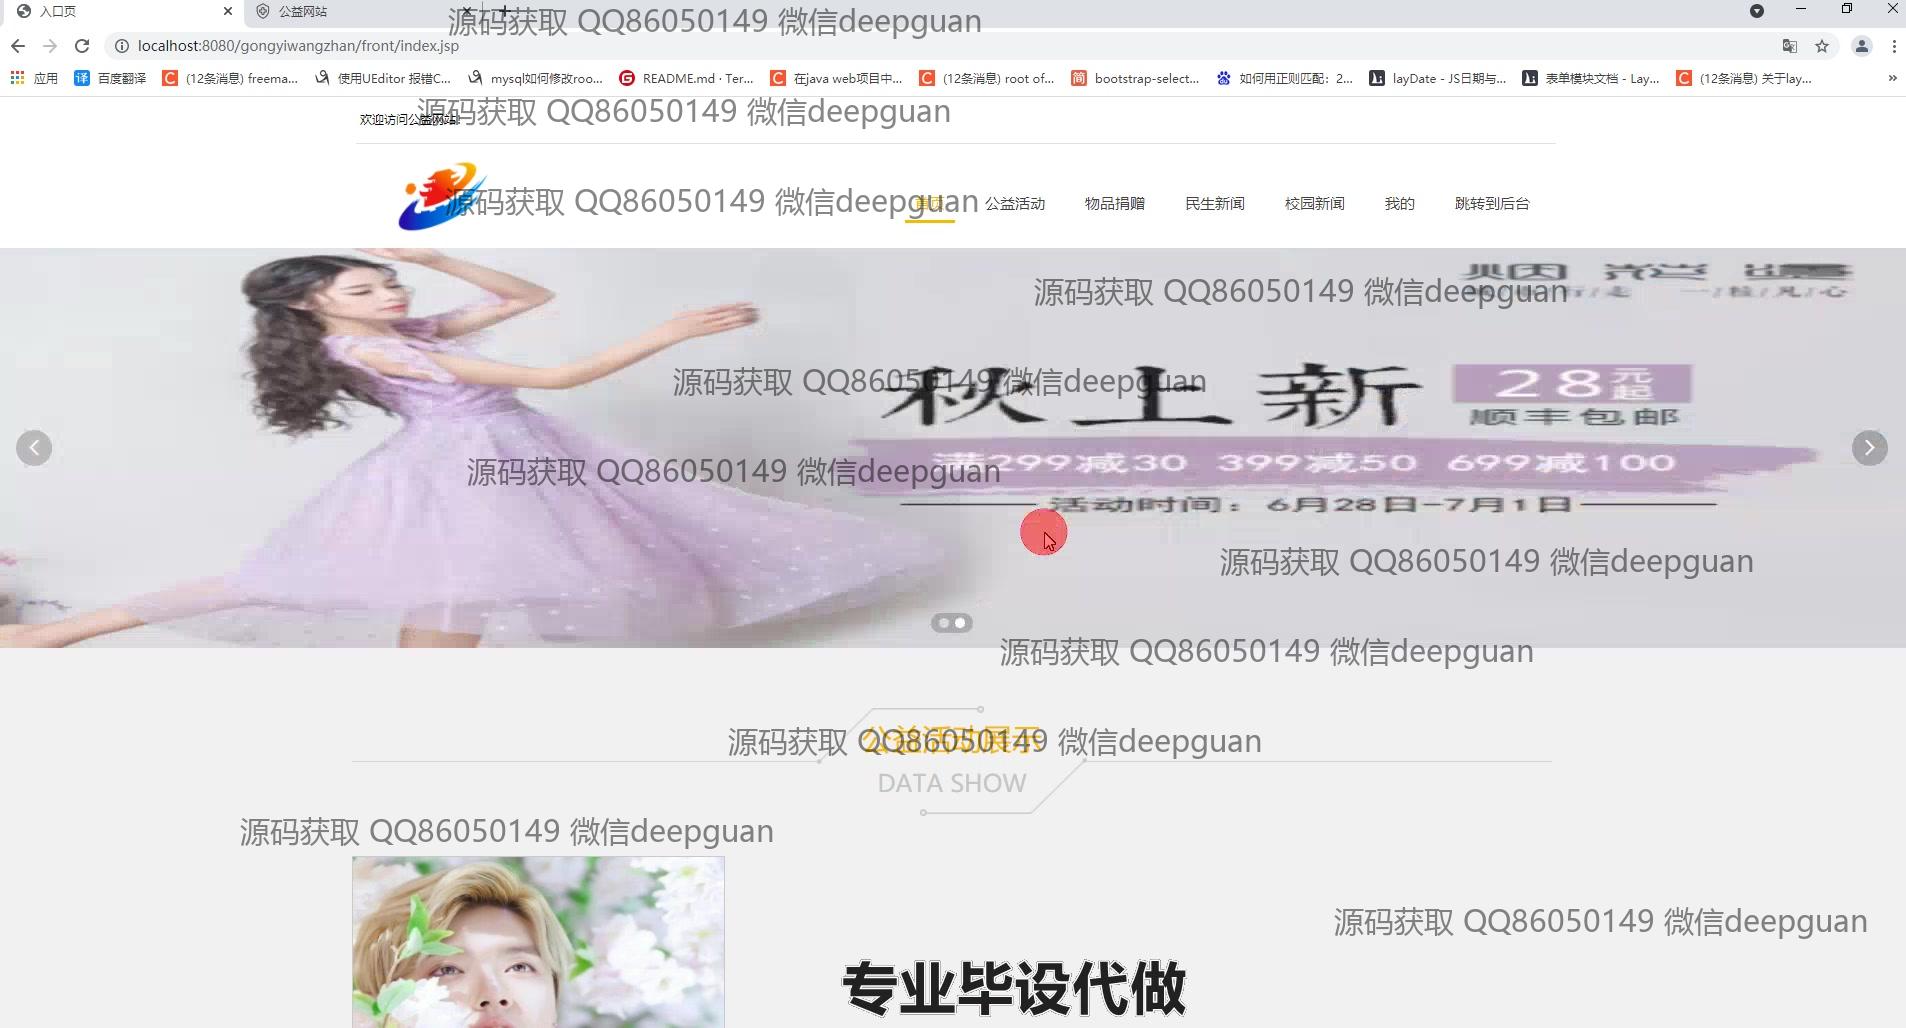 入口页
公益网站
源码获取 QQ86050149 微信deepguan
localhost:8080/gongyiwangzhan/front/index.jsp
应用
百度翻译
(12条消息) freema...
使用UEditor 报错C...
mysql如何修改roo...
README.md · Ter...
在java web项目中...
(12条消息) root of...
bootstrap-select...
如何用正则匹配：2...
layDate - JS日期与...
表单模块文档 - Lay...
(12条消息) 关于lay...
»
源码获取 QQ86050149 微信deepguan
欢迎访问公益网站!
源码获取 QQ86050149 微信deepguan
首页
公益活动
物品捐赠
民生新闻
校园新闻
我的
跳转到后台
源码获取 QQ86050149 微信deepguan
源码获取 QQ86050149 微信deepguan
秋上新
28元起
顺丰包邮
源码获取 QQ86050149 微信deepguan
满299减30 399减50 699减100
活动时间：6月28日-7月1日
源码获取 QQ86050149 微信deepguan
源码获取 QQ86050149 微信deepguan
源码获取 QQ86050149 微信deepguan
公益活动展示
DATA SHOW
源码获取 QQ86050149 微信deepguan
源码获取 QQ86050149 微信deepguan
专业毕设代做